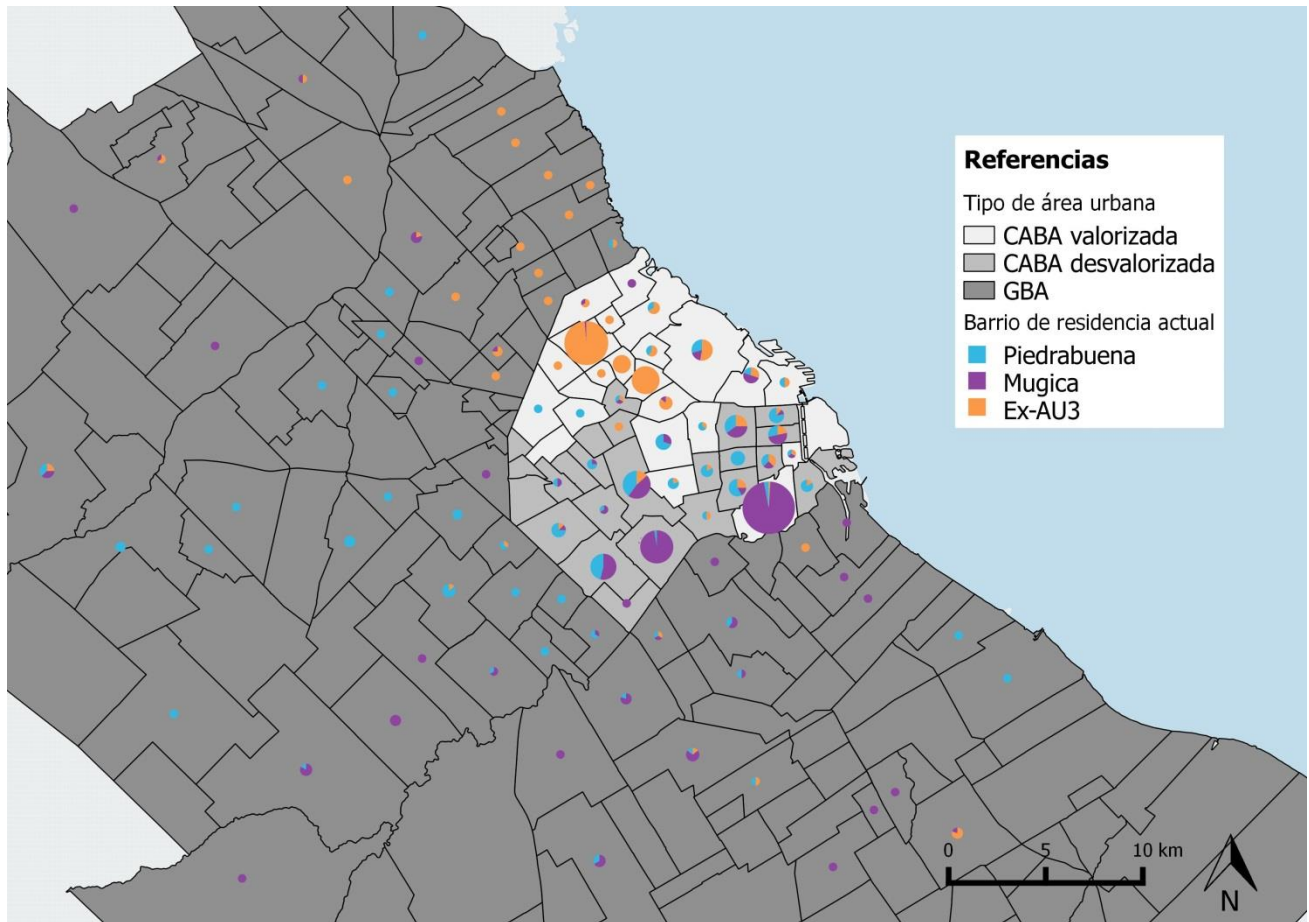 Referencias
Tipo de área urbana
CABA valorizada
CABA desvalorizada
GBA
Barrio de residencia actual
Piedrabuena
Mugica
Ex-AU3
0 5 10 km
N